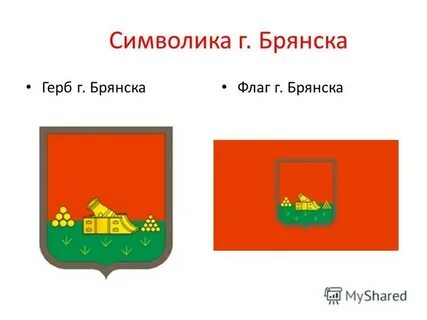 Символика г. Брянска
• Герб г. Брянска
• Флаг г. Брянска
MyShared